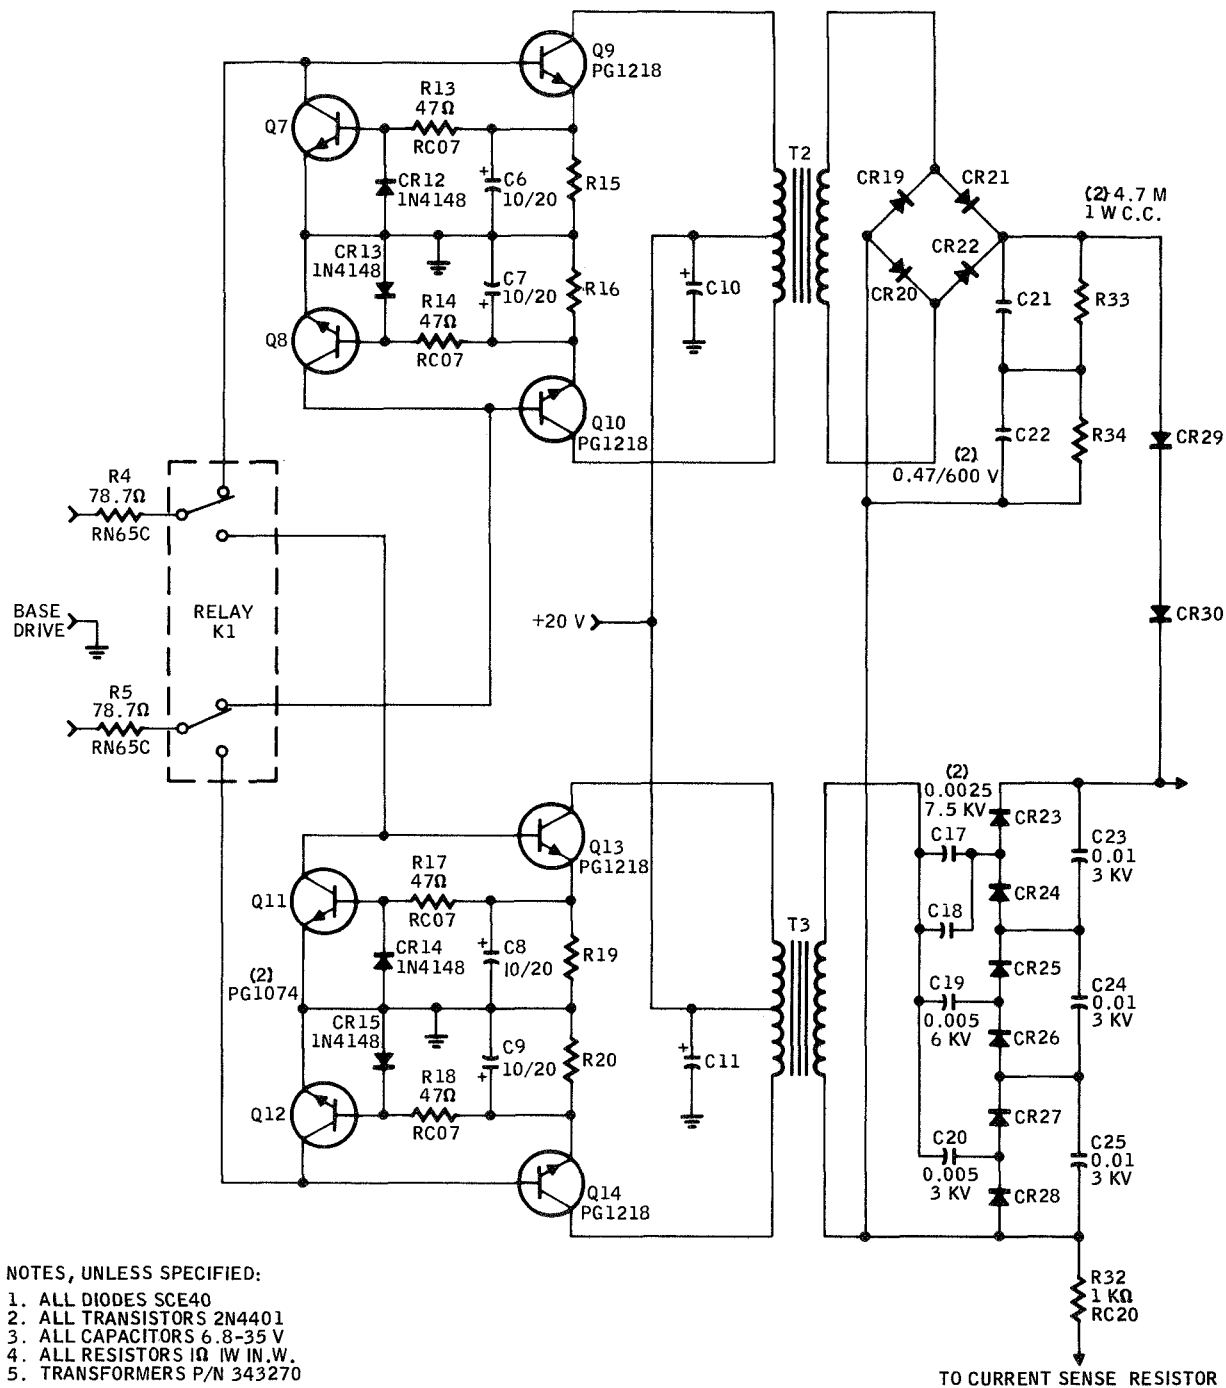 Q9
PG1218
R13
47Ω
RC07
Q7
CR12
1N4148
C6
10/20
R15
T2
CR19
CR21
(2) 4.7 M
1 W C.C.
CR13
1N4148
C7
10/20
R16
R14
47Ω
RC07
Q8
C10
CR22
CR20
C21
R33
Q10
PG1218
C22
R34
(2)
0.47/600 V
CR29
R4
78.7Ω
RN65C
BASE
DRIVE
RELAY
K1
+20 V
CR30
R5
78.7Ω
RN65C
(2)
0.0025
7.5 KV
C17
CR23
C23
0.01
3 KV
Q13
PG1218
R17
47Ω
RC07
Q11
C18
CR24
T3
CR14
1N4148
C8
10/20
R19
(2)
PG1074
CR25
C19
0.005
6 KV
C24
0.01
3 KV
CR15
1N4148
C9
10/20
R20
C11
CR26
R18
47Ω
RC07
Q12
CR27
C20
0.005
3 KV
C25
0.01
3 KV
Q14
PG1218
CR28
NOTES, UNLESS SPECIFIED:
1. ALL DIODES SCE40
2. ALL TRANSISTORS 2N4401
3. ALL CAPACITORS 6.8-35 V
4. ALL RESISTORS 1Ω 1W IN.W.
5. TRANSFORMERS P/N 343270
R32
1 KΩ
RC20
TO CURRENT SENSE RESISTOR